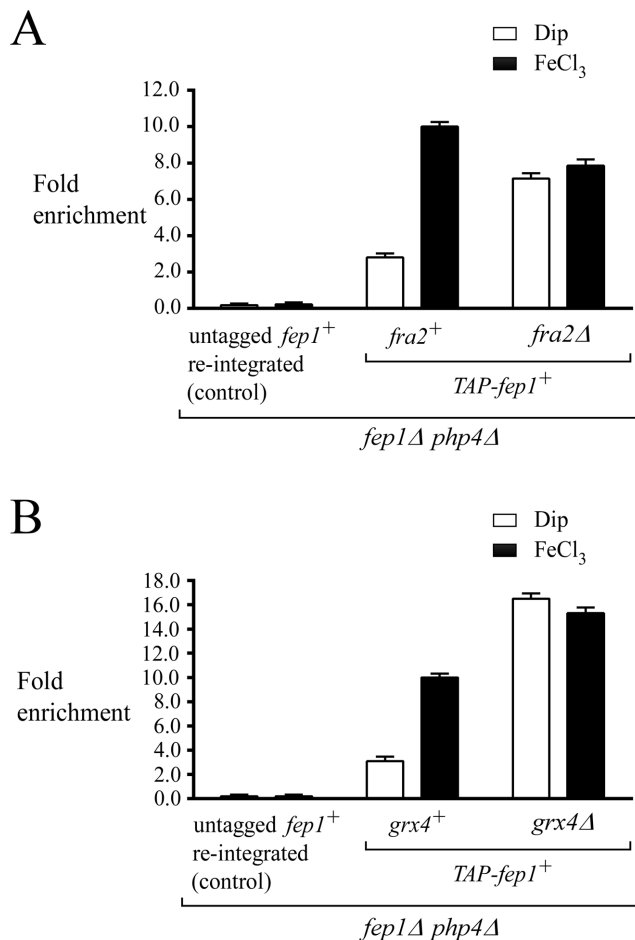 A
Dip
FeCl₃
Fold
enrichment
10.0
8.0
6.0
4.0
2.0
0.0
untagged fep1⁺
re-integrated
(control)
fra2⁺
fra2Δ
TAP-fep1⁺
fep1Δ php4Δ
B
Dip
FeCl₃
Fold
enrichment
18.0
16.0
14.0
12.0
10.0
8.0
6.0
4.0
2.0
0.0
untagged fep1⁺
re-integrated
(control)
grx4⁺
grx4Δ
TAP-fep1⁺
fep1Δ php4Δ